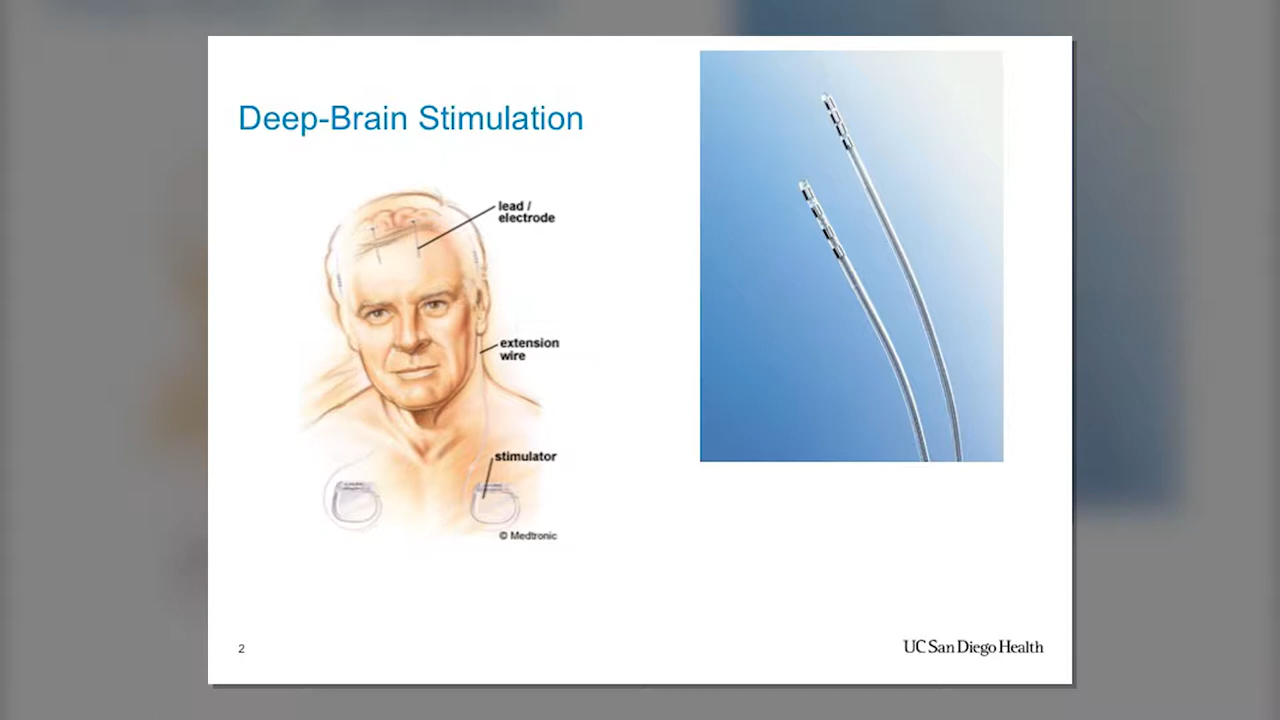 Deep-Brain Stimulation
lead /
electrode
extension
wire
stimulator
© Medtronic
2
UC San Diego Health